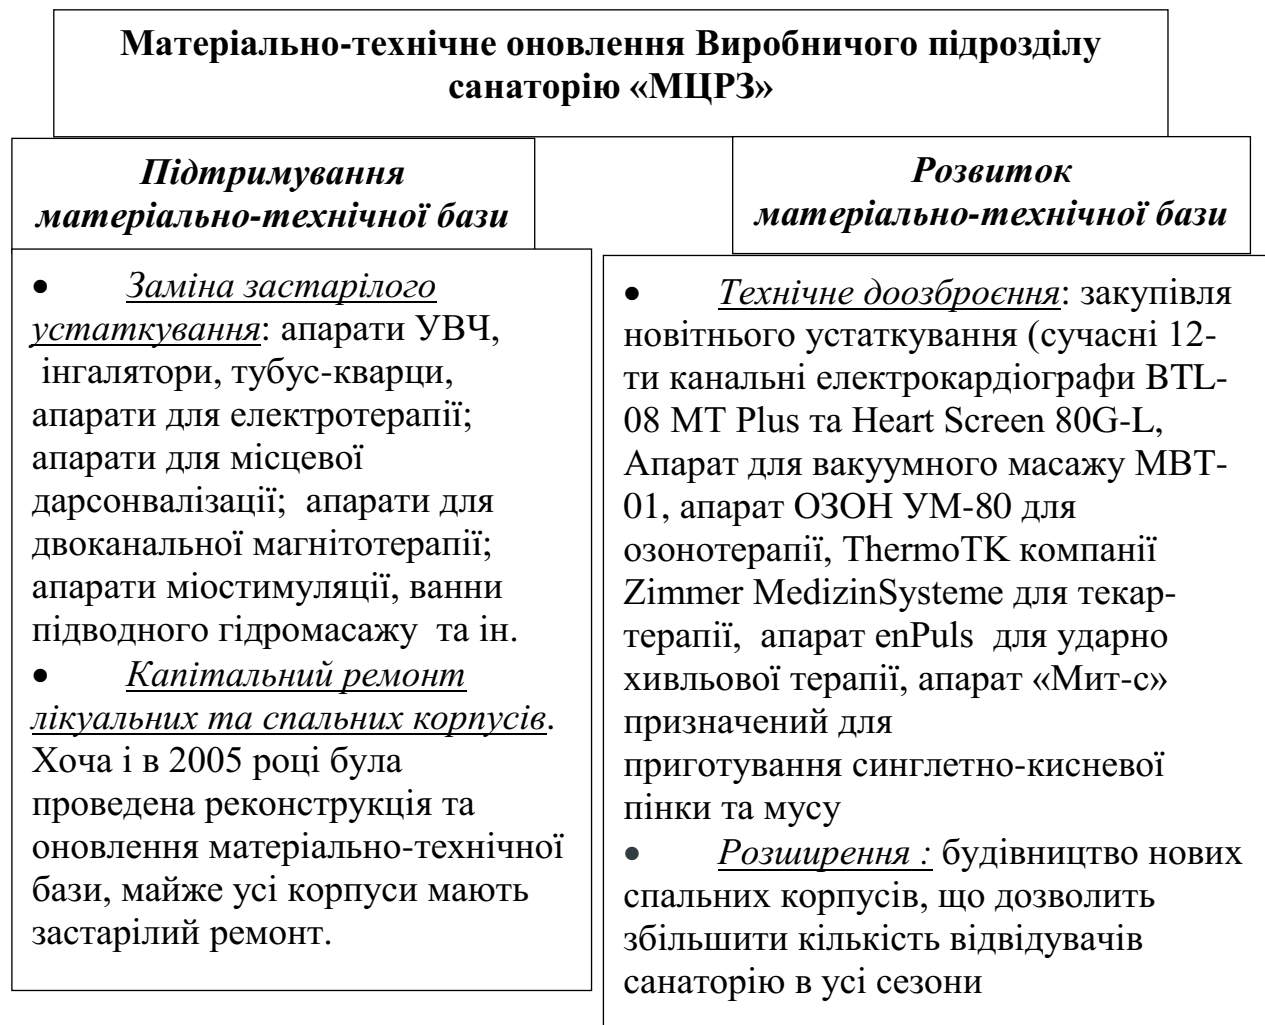 Матеріально-технічне оновлення Виробничого підрозділу
санаторію «МЦРЗ»
Підтримування
матеріально-технічної бази
Розвиток
матеріально-технічної бази
• Заміна застарілого
устаткування: апарати УВЧ,
інгалятори, тубус-кварци,
апарати для електротерапії;
апарати для місцевої
дарсонвалізації; апарати для
двоканальної магнітотерапії;
апарати міостимуляції, ванни
підводного гідромасажу та ін.
• Капітальний ремонт
лікуальних та спальних корпусів.
Хоча і в 2005 році була
проведена реконструкція та
оновлення матеріально-технічної
бази, майже усі корпуси мають
застарілий ремонт.
• Технічне доозброєння: закупівля
новітнього устаткування (сучасні 12-
ти канальні електрокардіографи BTL-
08 MT Plus та Heart Screen 80G-L,
Апарат для вакуумного масажу МВТ-
01, апарат ОЗОН УМ-80 для
озонотерапії, ThermoTK компанії
Zimmer MedizinSysteme для текар-
терапії, апарат enPuls для ударно
хивльової терапії, апарат «Мит-с»
призначений для
приготування синглетно-кисневої
пінки та мусу
• Розширення : будівництво нових
спальних корпусів, що дозволить
збільшити кількість відвідувачів
санаторію в усі сезони